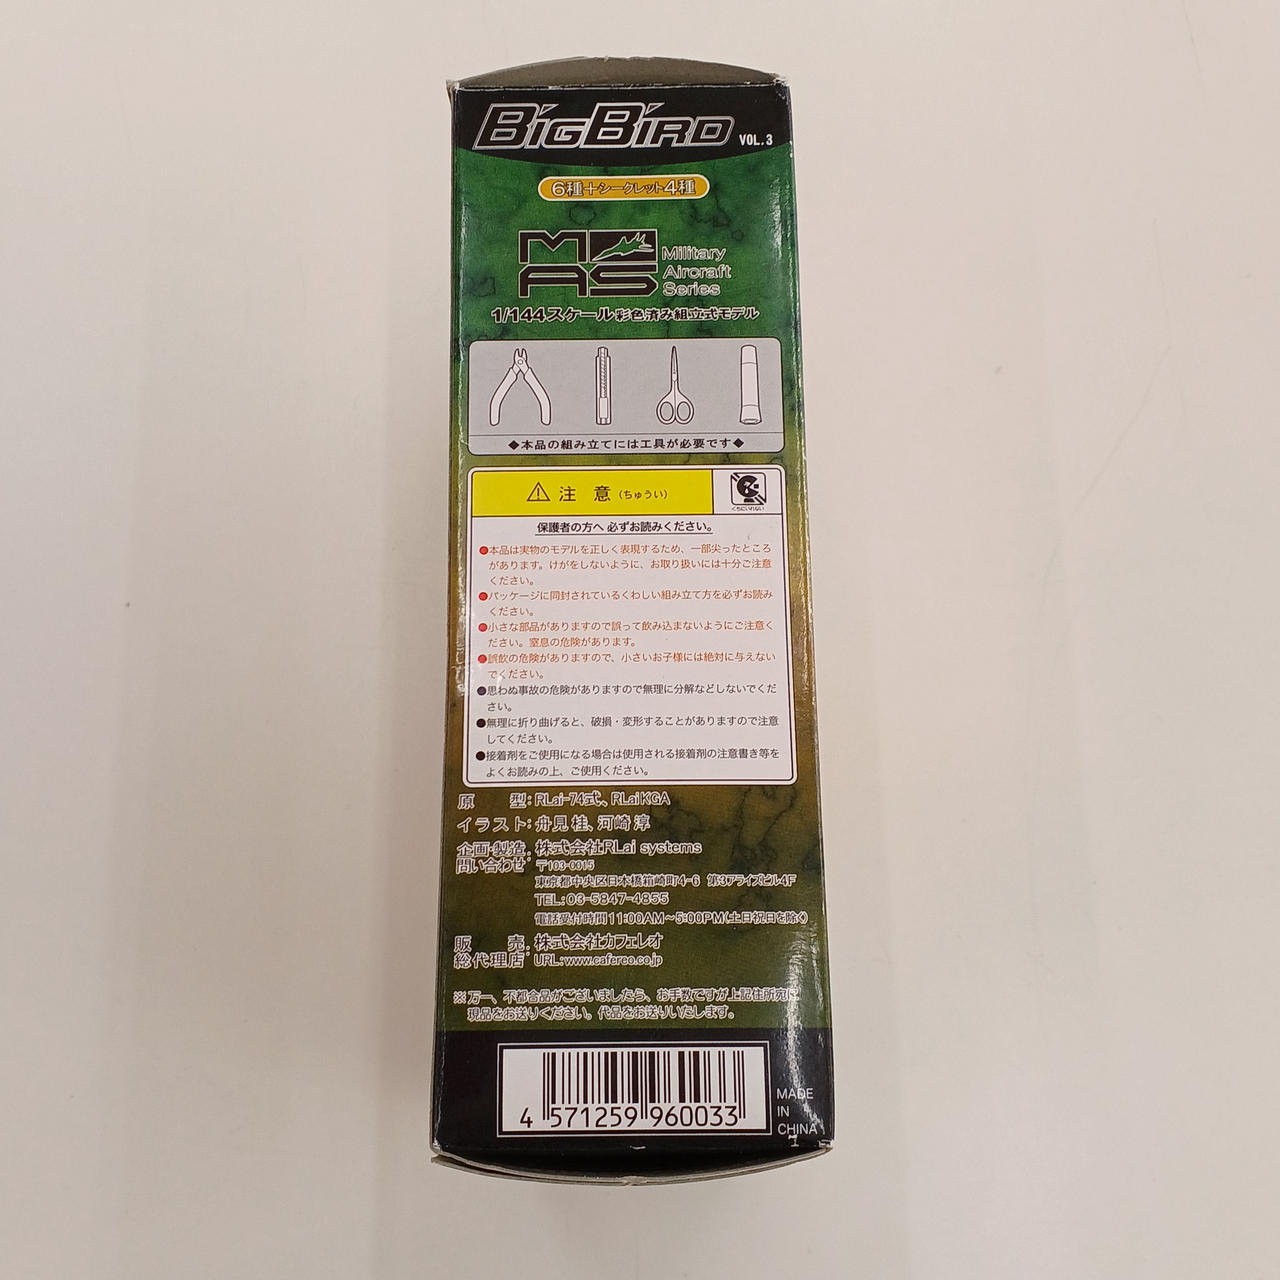 BiGBiRD VOL.3
6種+シークレット4種
MAS Military Aircraft Series
1/144スケール彩色済み組立式モデル
◆本品の組み立てには工具が必要です◆
⚠ 注 意 (ちゅうい)
くちにいれない
保護者の方へ 必ずお読みください。
●本品は実物のモデルを正しく表現するため、一部尖ったところ
があります。けがをしないように、お取り扱いには十分ご注意
ください。
●パッケージに同封されているくわしい組み立て方を必ずお読み
ください。
●小さな部品がありますので誤って飲み込まないようにご注意く
ださい。窒息の危険があります。
●誤飲の危険がありますので、小さいお子様には絶対に与えない
でください。
●思わぬ事故の危険がありますので無理に分解などしないでくだ
さい。
●無理に折り曲げると、破損・変形することがありますので注意
してください。
●接着剤をご使用になる場合は使用される接着剤の注意書き等を
よくお読みの上、ご使用ください。
原 型:RLai-74式、RLaiKGA
イラスト:舟見 桂、河崎 淳
企画・製造:株式会社RLai systems
問い合わせ 〒103-0015
東京都中央区日本橋箱崎町4-6 第3アライズビル4F
TEL:03-5847-4855
電話受付時間11:00AM~5:00PM(土日祝日を除く)
販 売:株式会社カフェレオ
総代理店 URL:www.cafereo.co.jp
※万一、不都合品がございましたら、お手数ですが上記住所宛に
現品をお送りください。代品をお送りいたします。
4 571259 960033
MADE
IN
CHINA
1